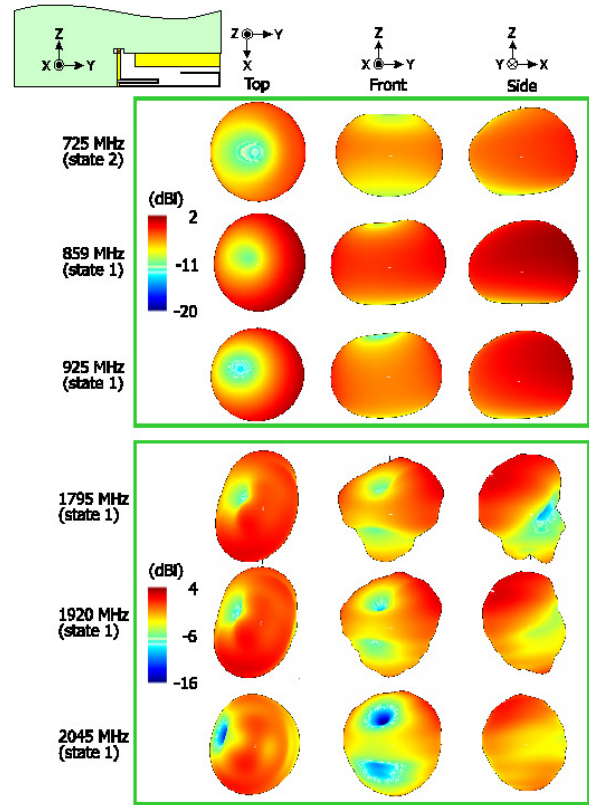 Z Y X
Z Y X
Z X Y
Z Y X
Top Front Side
725 MHz
(state 2)
(dBi)
2
-11
-20
859 MHz
(state 1)
925 MHz
(state 1)
1795 MHz
(state 1)
(dBi)
4
-6
-16
1920 MHz
(state 1)
2045 MHz
(state 1)